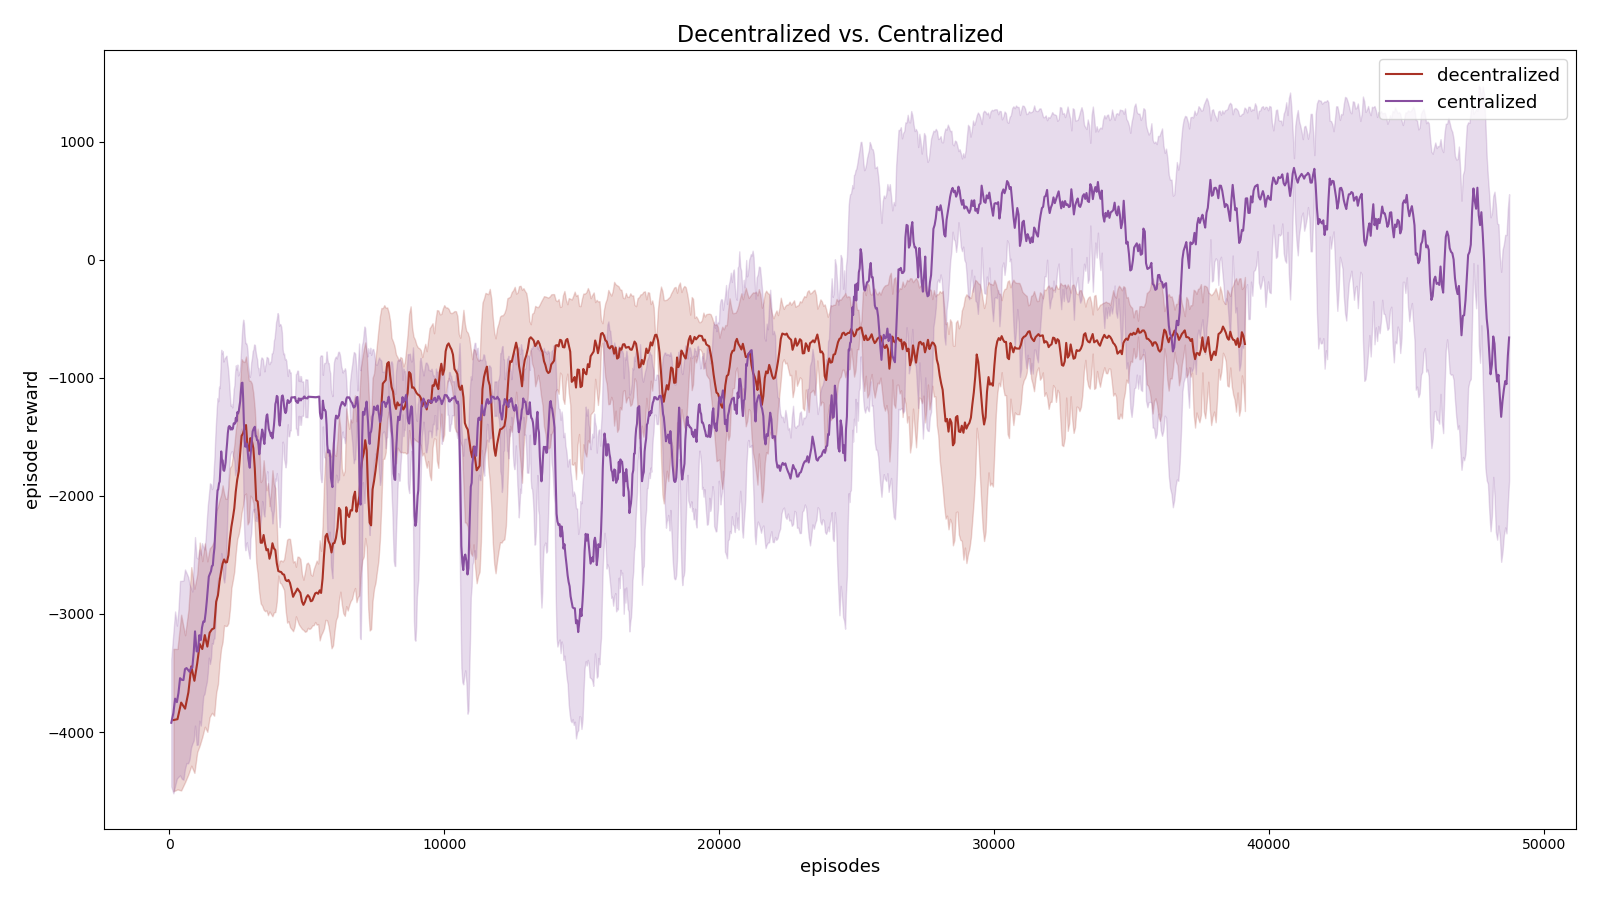 Decentralized vs. Centralized
decentralized
centralized
1000
0
−1000
−2000
−3000
−4000
episode reward
0 10000 20000 30000 40000 50000
episodes